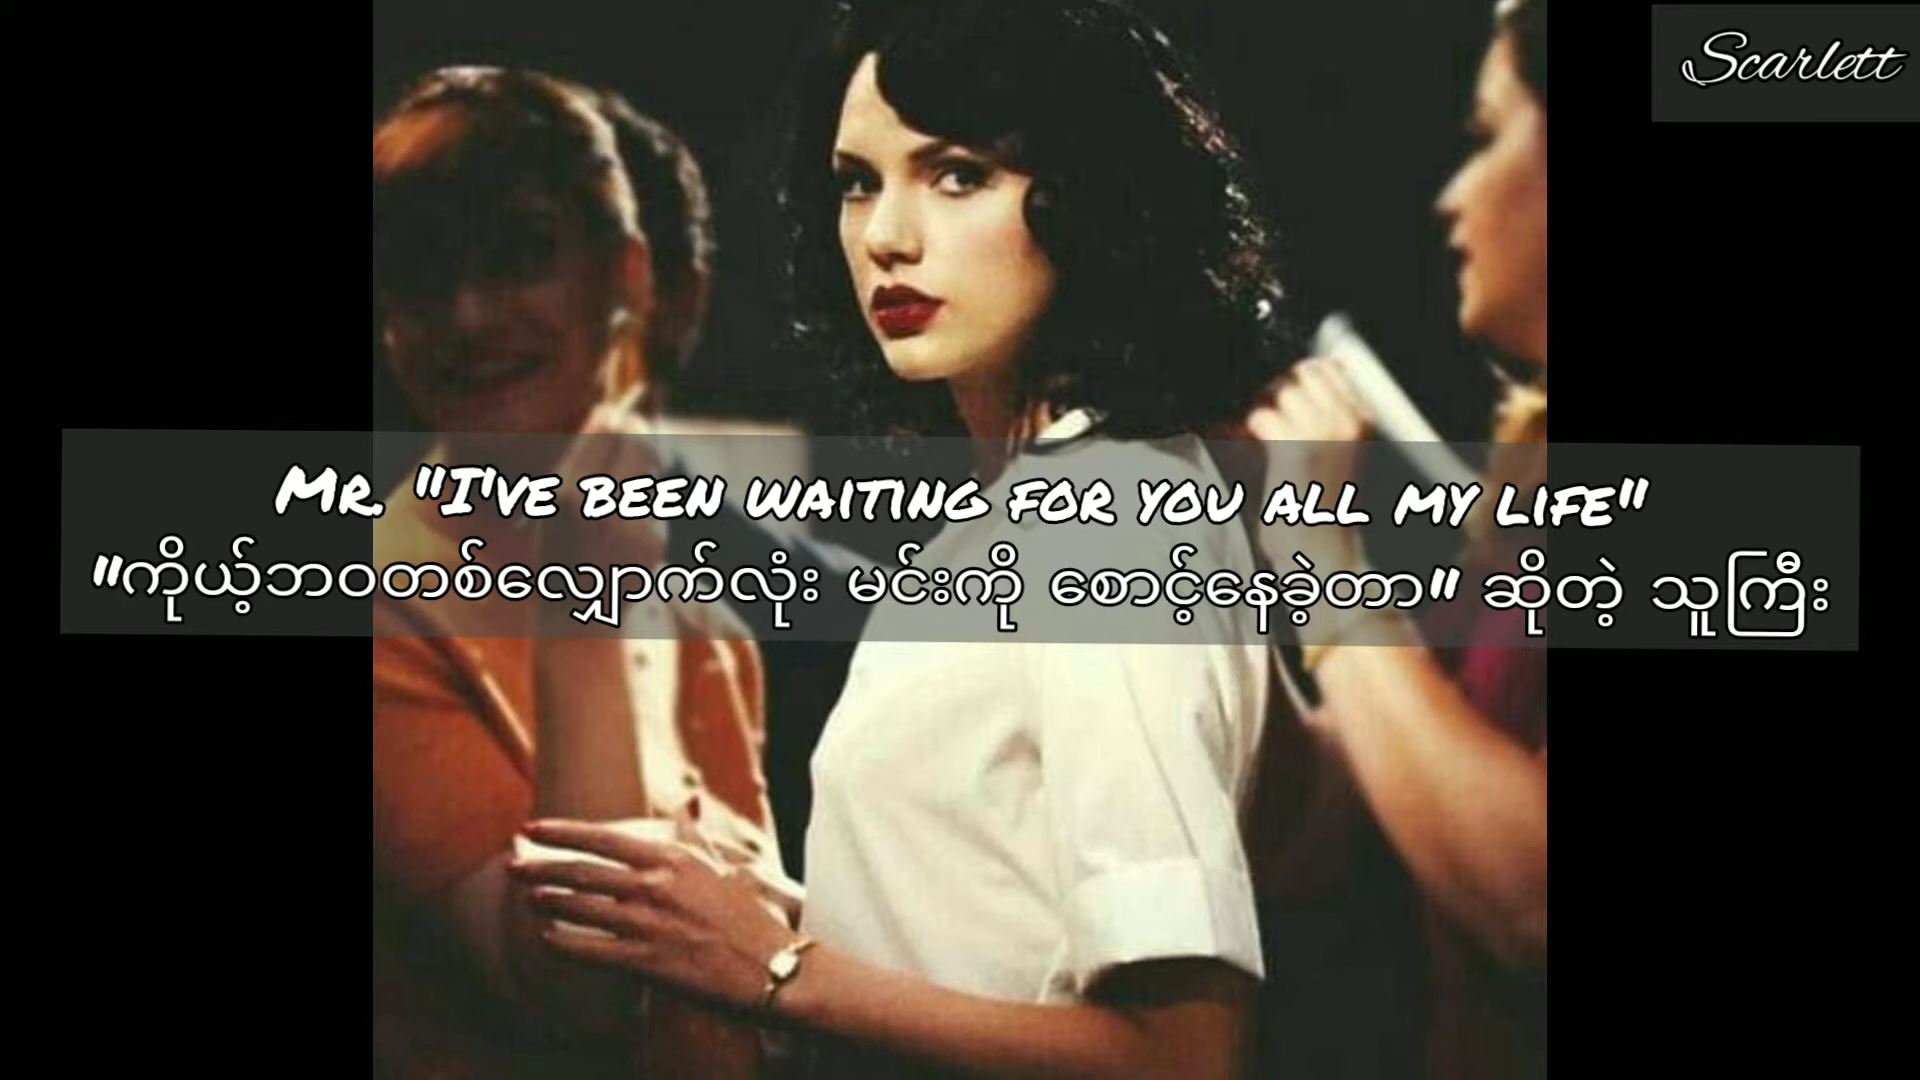 Scarlett
Mr. "I've been waiting for you all my life"
"ကိုယ့်ဘဝတစ်လျှောက်လုံး မင်းကို စောင့်နေခဲ့တာ" ဆိုတဲ့ သူကြီး